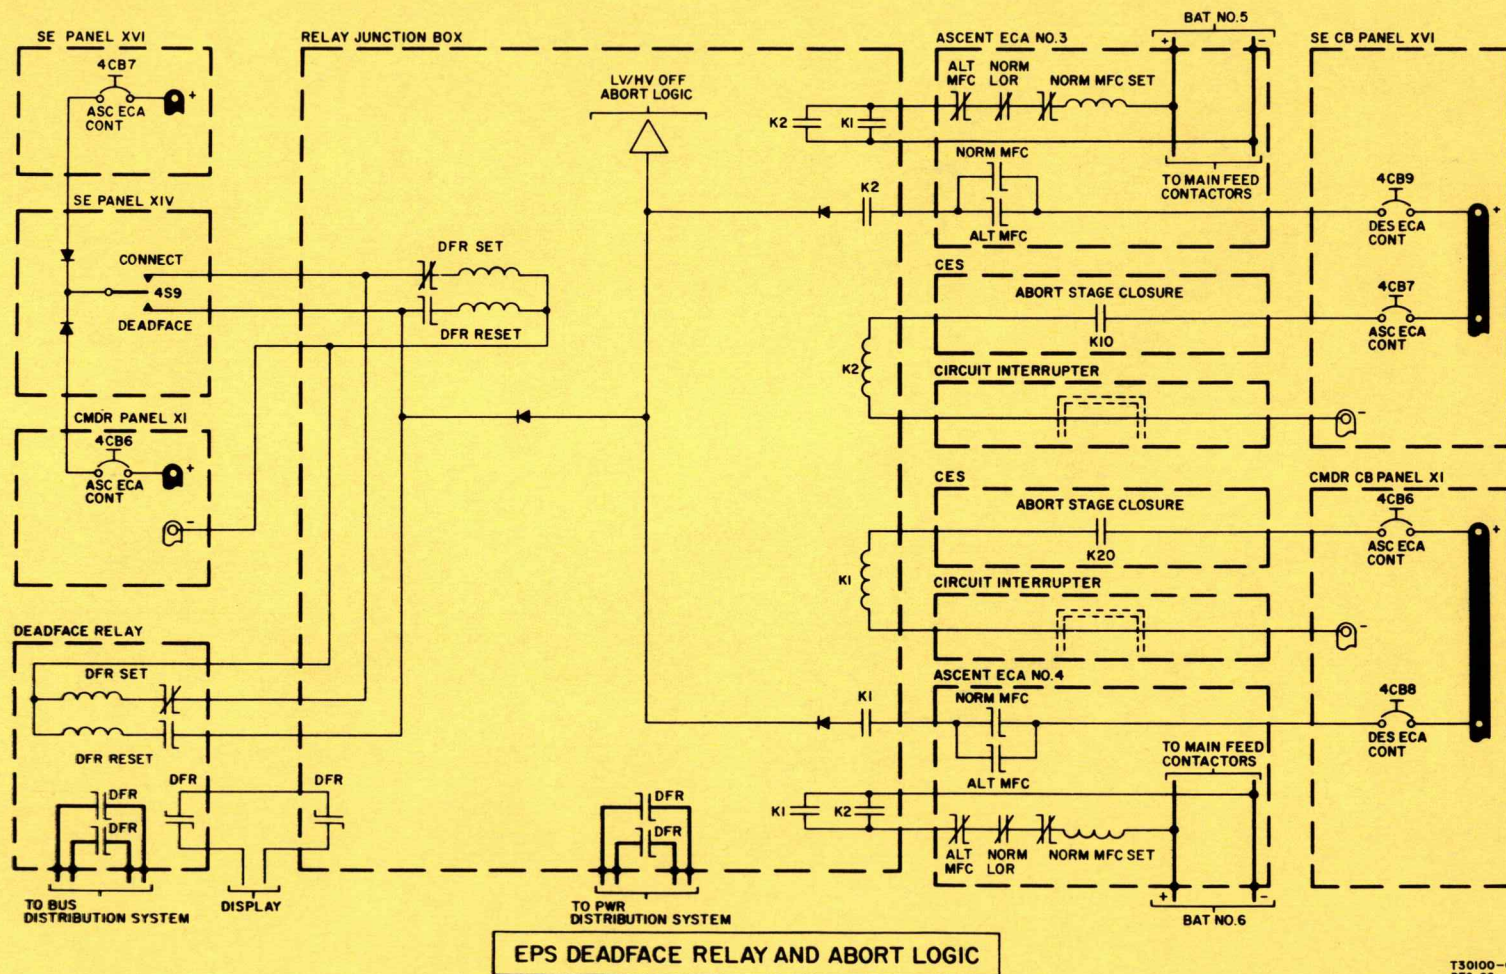 SE PANEL XVI
4CB7
+
ASC ECA
CONT
SE PANEL XIV
CONNECT
4S9
DEADFACE
CMDR PANEL XI
4CB6
+
ASC ECA
CONT
-
DEADFACE RELAY
DFR SET
DFR RESET
DFR
DFR
DFR
TO BUS
DISTRIBUTION SYSTEM
DISPLAY
RELAY JUNCTION BOX
LV/HV OFF
ABORT LOGIC
DFR SET
DFR RESET
K2
K1
K2
K2
K1
K1
K1
K2
DFR
DFR
DFR
TO PWR
DISTRIBUTION SYSTEM
BAT NO.5
ASCENT ECA NO.3
+
-
ALT
MFC
NORM
LOR
NORM MFC SET
NORM MFC
ALT MFC
TO MAIN FEED
CONTACTORS
CES
ABORT STAGE CLOSURE
K10
CIRCUIT INTERRUPTER
CES
ABORT STAGE CLOSURE
K20
CIRCUIT INTERRUPTER
ASCENT ECA NO.4
NORM MFC
ALT MFC
TO MAIN FEED
CONTACTORS
ALT
MFC
NORM
LOR
NORM MFC SET
+
-
BAT NO.6
SE CB PANEL XVI
4CB9
+
DES ECA
CONT
4CB7
ASC ECA
CONT
-
CMDR CB PANEL XI
4CB6
+
ASC ECA
CONT
-
4CB8
DES ECA
CONT
EPS DEADFACE RELAY AND ABORT LOGIC